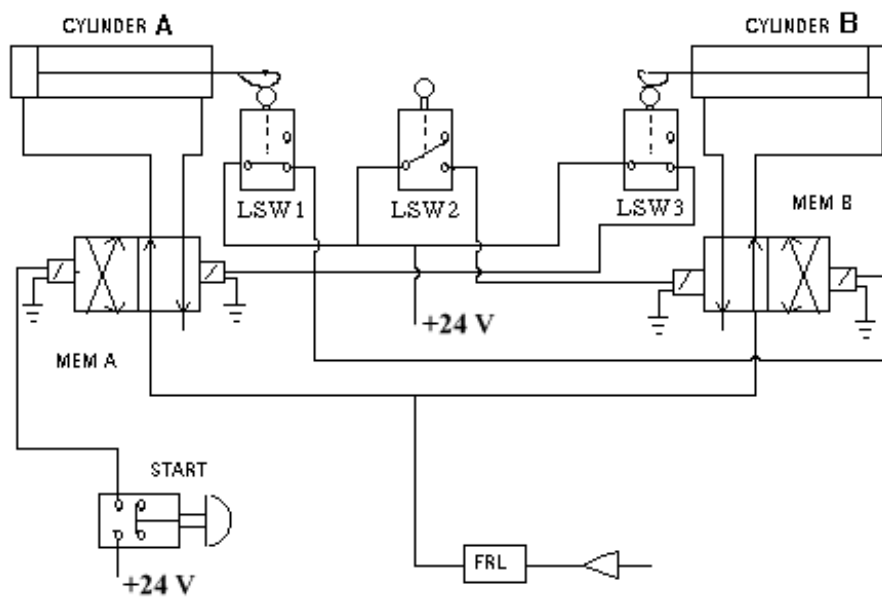 CYLINDER A
CYLINDER B
LSW1
LSW2
LSW3
MEM B
+24 V
MEM A
START
FRL
+24 V